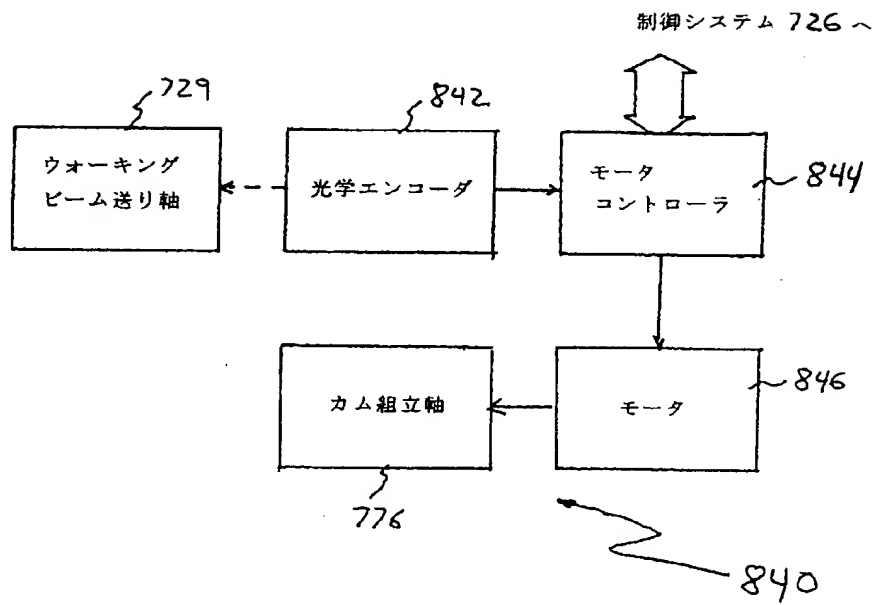 制御システム 726 へ
729
842
ウォーキング
ビーム送り軸
光学エンコーダ
モータ
コントローラ
844
カム組立軸
モータ
846
776
840